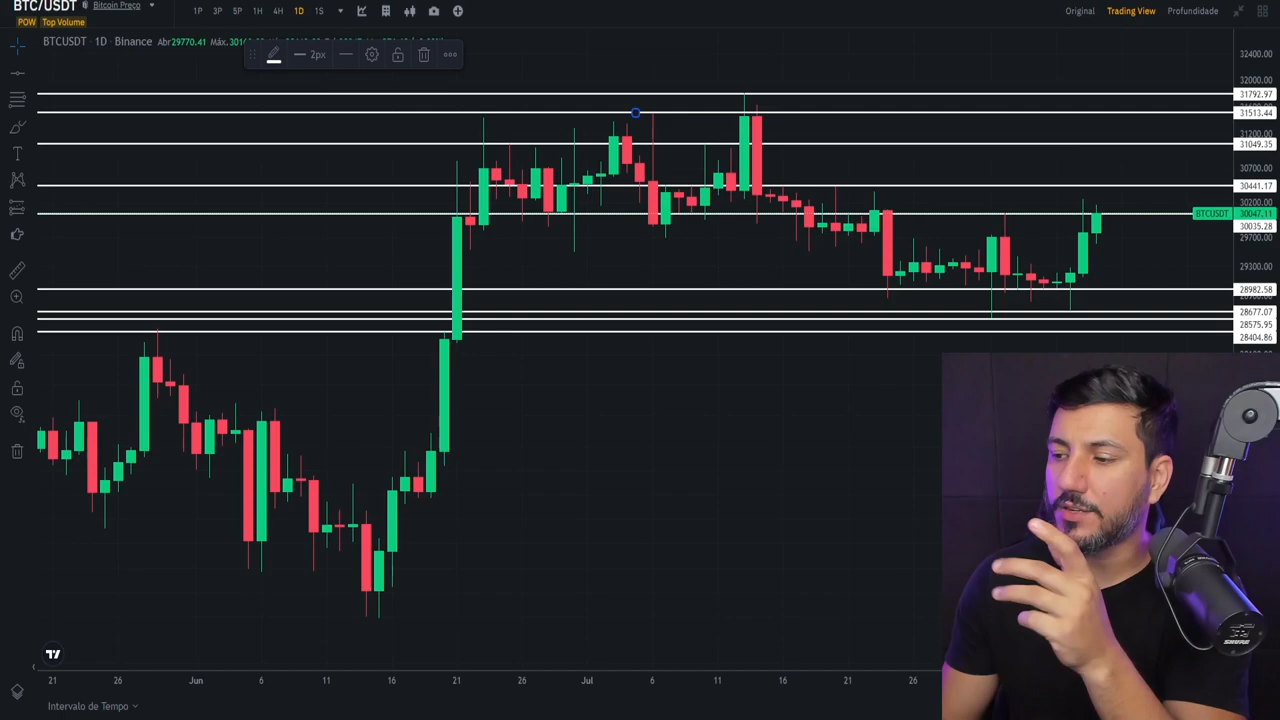 BTC/USDT Bitcoin Preço
POW Top Volume
1P 3P 5P 1H 4H 1D 1S
Original Trading View Profundidade
BTCUSDT · 1D · Binance Abr29770.41 Máx.
2px
32400.00
32000.00
31792.97
31513.44
31200.00
31049.35
30700.00
30441.17
30200.00
BTCUSDT 30047.11
30035.28
29700.00
29300.00
28982.58
28677.07
28575.95
28404.86
21 26 Jun 6 11 16 21 26 Jul 6 11 16 21 26
Intervalo de Tempo
SHURE